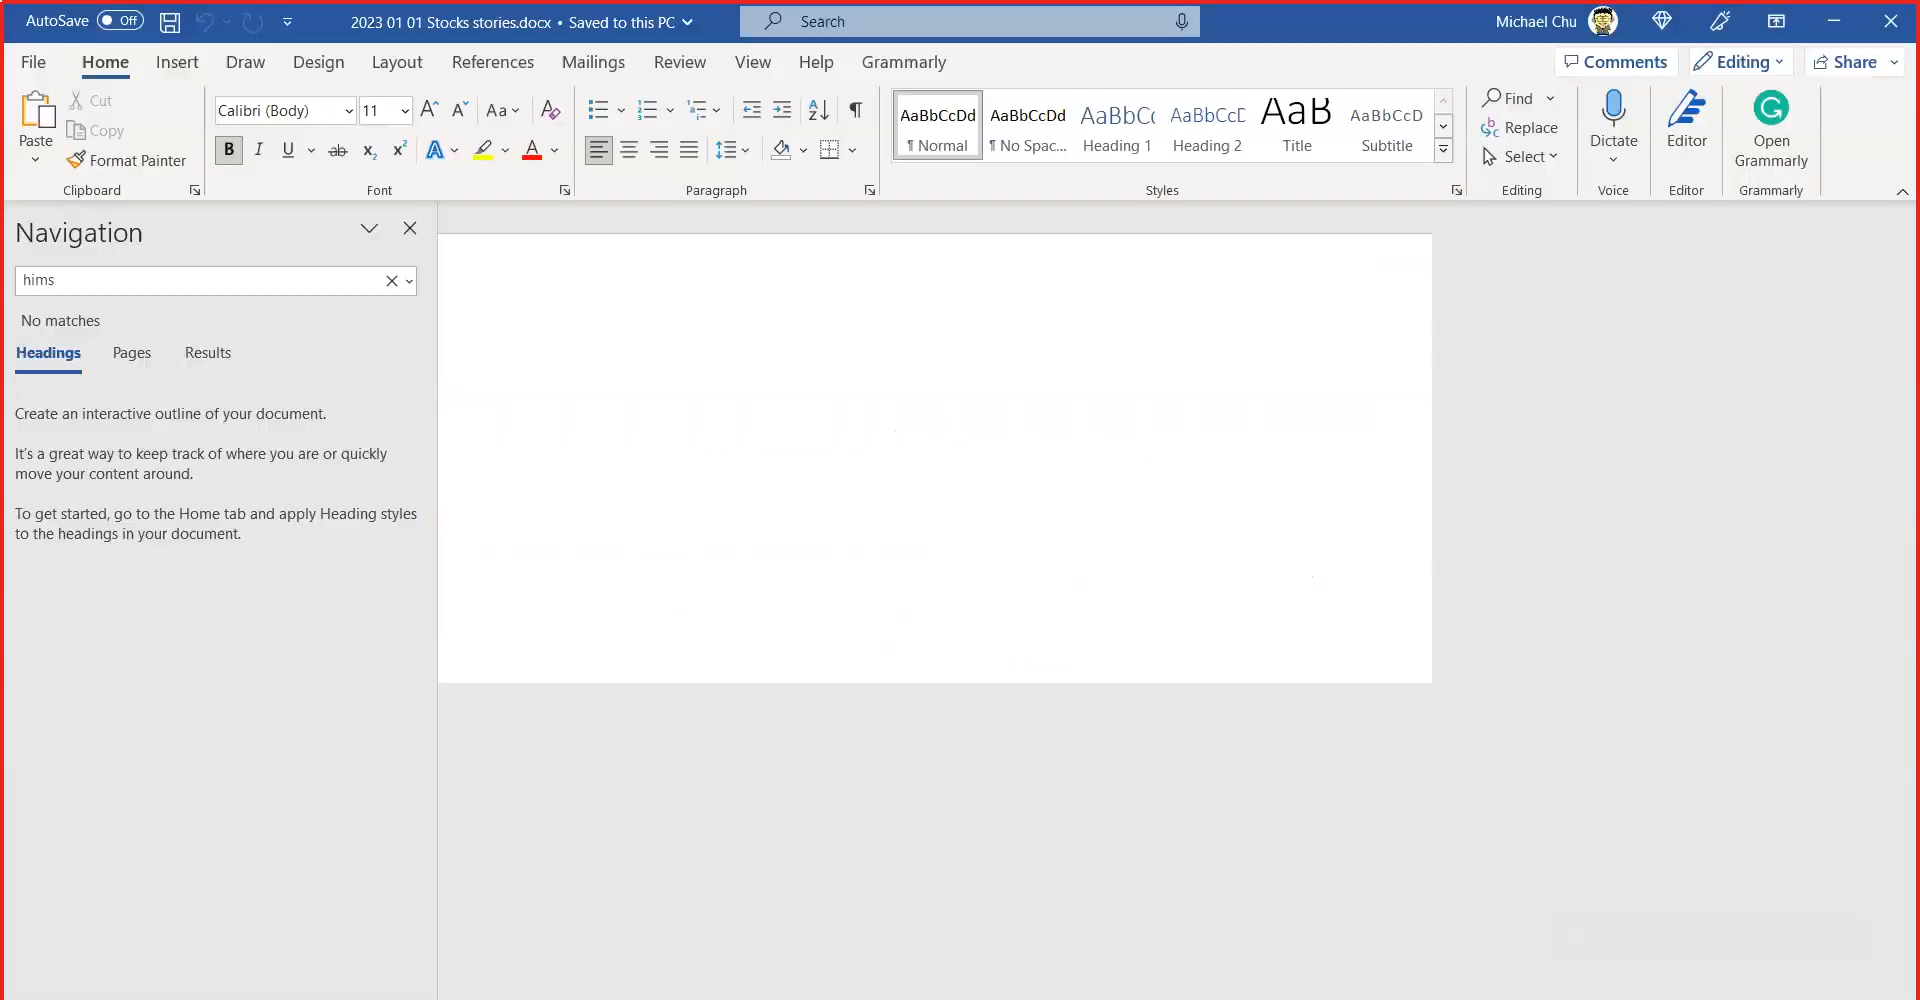 AutoSave Off 2023 01 01 Stocks stories.docx • Saved to this PC Search Michael Chu
File Home Insert Draw Design Layout References Mailings Review View Help Grammarly Comments Editing Share
Paste Cut Copy Format Painter Clipboard
Calibri (Body) 11 Aa B I U ab x₂ x² A A Font
Paragraph
AaBbCcDd AaBbCcDd AaBbCc AaBbCcD AaB AaBbCcD
¶ Normal ¶ No Spac... Heading 1 Heading 2 Title Subtitle
Styles
Find Replace Select Editing
Dictate Voice
Editor Editor
Open Grammarly Grammarly
Navigation
hims
No matches
Headings Pages Results
Create an interactive outline of your document.
It's a great way to keep track of where you are or quickly
move your content around.
To get started, go to the Home tab and apply Heading styles
to the headings in your document.